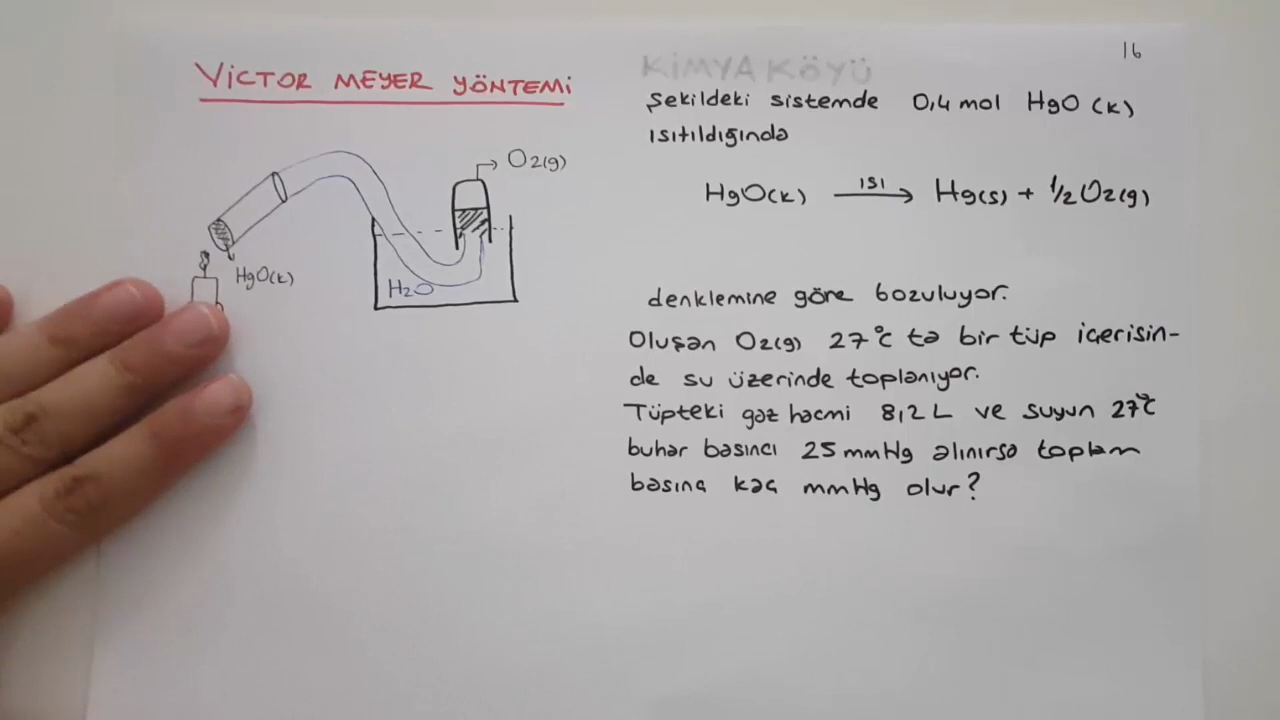 16
VICTOR MEYER YÖNTEMİ
KİMYA KÖYÜ
Şekildeki sistemde 0,4 mol HgO (k)
ısıtıldığında
HgO(k) ısı → Hg(s) + 1/2 O2(g)
denklemine göre bozuluyor.
Oluşan O2(g) 27°C ta bir tüp içerisin-
de su üzerinde toplanıyor.
Tüpteki gaz hacmi 8,2 L ve suyun 27°C
buhar basıncı 25 mmHg alınırsa toplam
basınç kaç mmHg olur?
O2(g)
HgO(k)
H2O